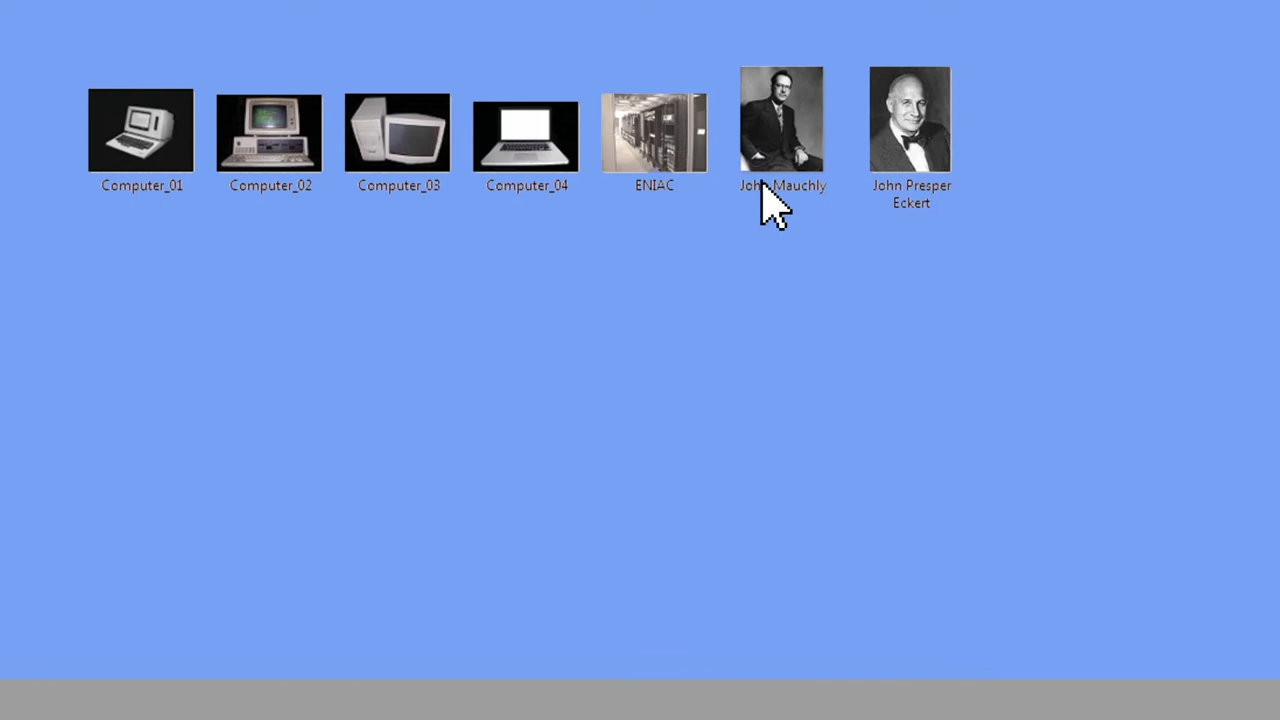 Computer_01
Computer_02
Computer_03
Computer_04
ENIAC
John Mauchly
John Presper
Eckert